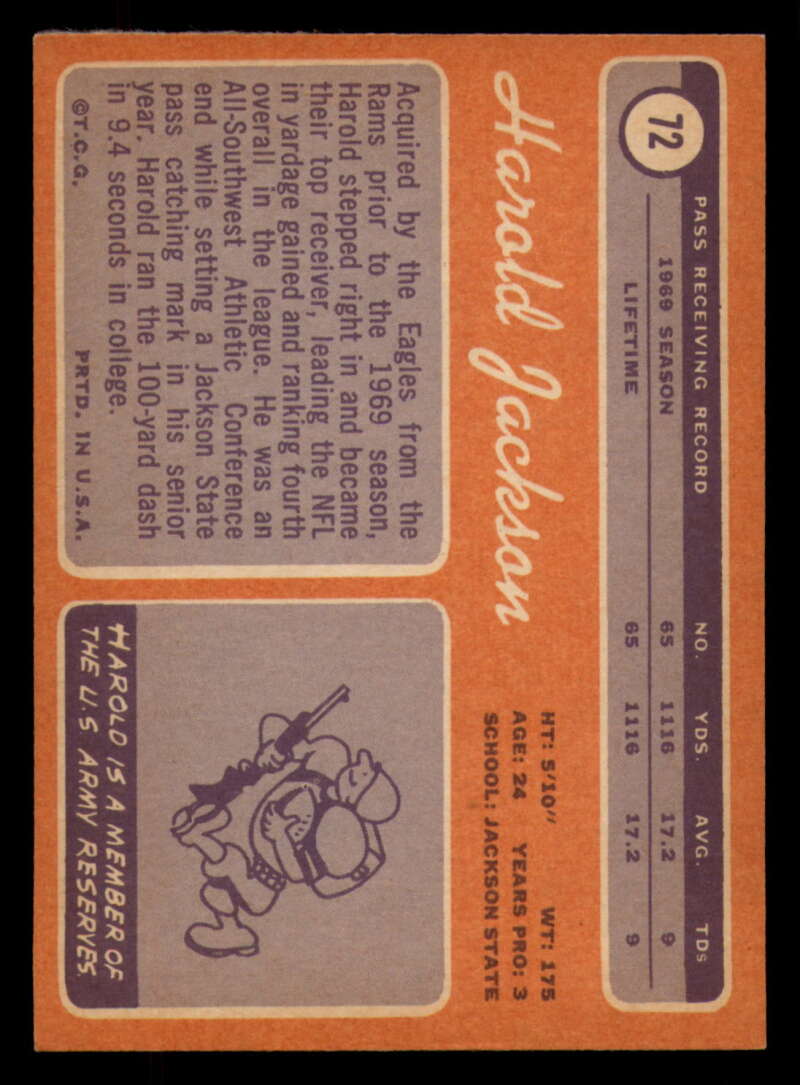 72
PASS RECEIVING RECORD NO. YDS. AVG. TDs
1969 SEASON 65 1116 17.2 9
LIFETIME 65 1116 17.2 9
Harold Jackson
HT: 5'10" WT: 175
AGE: 24 YEARS PRO: 3
SCHOOL: JACKSON STATE
Acquired by the Eagles from the
Rams prior to the 1969 season,
Harold stepped right in and became
their top receiver, leading the NFL
in yardage gained and ranking fourth
overall in the league. He was an
All-Southwest Athletic Conference
end while setting a Jackson State
pass catching mark in his senior
year. Harold ran the 100-yard dash
in 9.4 seconds in college.
©T.C.G. PRTD. IN U.S.A.
HAROLD IS A MEMBER OF
THE U.S ARMY RESERVES.